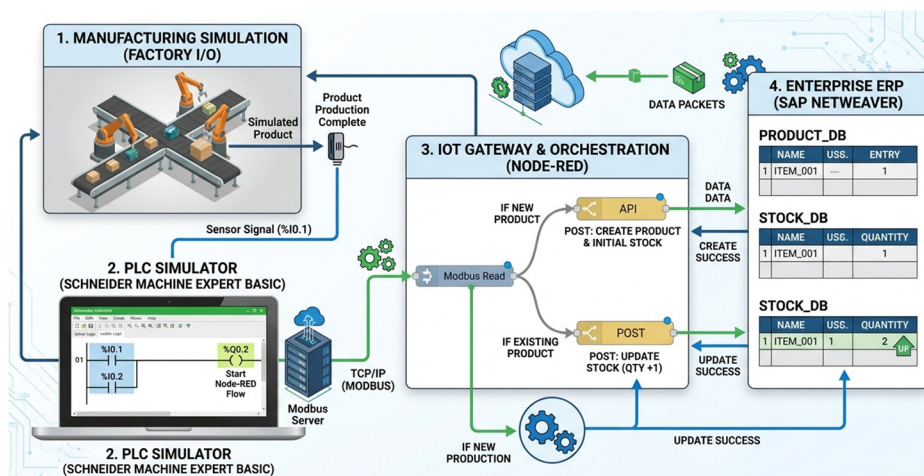 1. MANUFACTURING SIMULATION
(FACTORY I/O)
Simulated
Product
Product
Production
Complete
Sensor Signal (%I0.1)
2. PLC SIMULATOR
(SCHNEIDER MACHINE EXPERT BASIC)
01
%I0.1
%I0.2
%Q0.2
Start
Node-RED
Flow
2. PLC SIMULATOR
(SCHNEIDER MACHINE EXPERT BASIC)
Modbus
Server
TCP/IP
(MODBUS)
DATA PACKETS
3. IOT GATEWAY & ORCHESTRATION
(NODE-RED)
IF NEW
PRODUCT
API
POST: CREATE PRODUCT
& INITIAL STOCK
Modbus Read
IF EXISTING
PRODUCT
POST
POST: UPDATE
STOCK (QTY +1)
IF NEW
PRODUCTION
UPDATE SUCCESS
DATA
DATA
CREATE
SUCCESS
UPDATE
SUCCESS
4. ENTERPRISE ERP
(SAP NETWEAVER)
PRODUCT_DB
NAME USS. ENTRY
1 ITEM_001 ---- 1
STOCK_DB
NAME USS. QUANTITY
1 ITEM_001 1
STOCK_DB
NAME USS. QUANTITY
1 ITEM_001 1 2
UP